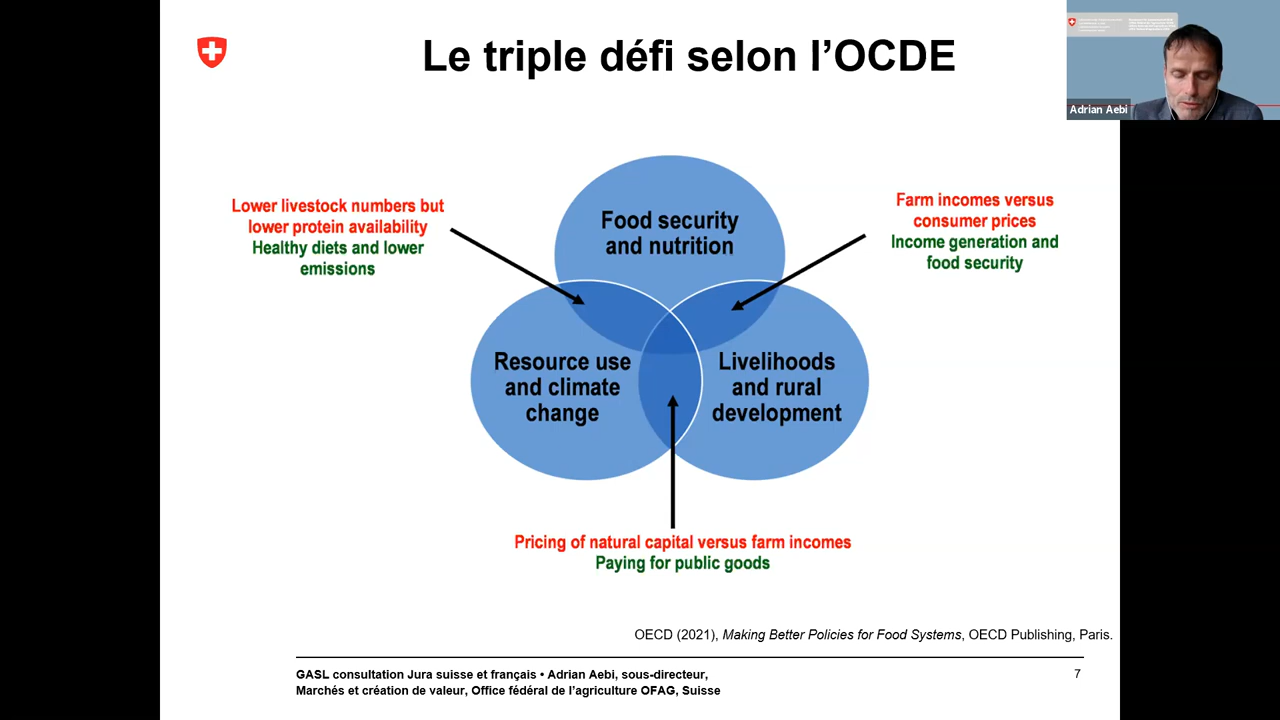 Le triple défi selon l’OCDE
Adrian Aebi
Lower livestock numbers but
lower protein availability
Healthy diets and lower
emissions
Food security
and nutrition
Farm incomes versus
consumer prices
Income generation and
food security
Resource use
and climate
change
Livelihoods
and rural
development
Pricing of natural capital versus farm incomes
Paying for public goods
OECD (2021), Making Better Policies for Food Systems, OECD Publishing, Paris.
GASL consultation Jura suisse et français • Adrian Aebi, sous-directeur,
Marchés et création de valeur, Office fédéral de l’agriculture OFAG, Suisse
7